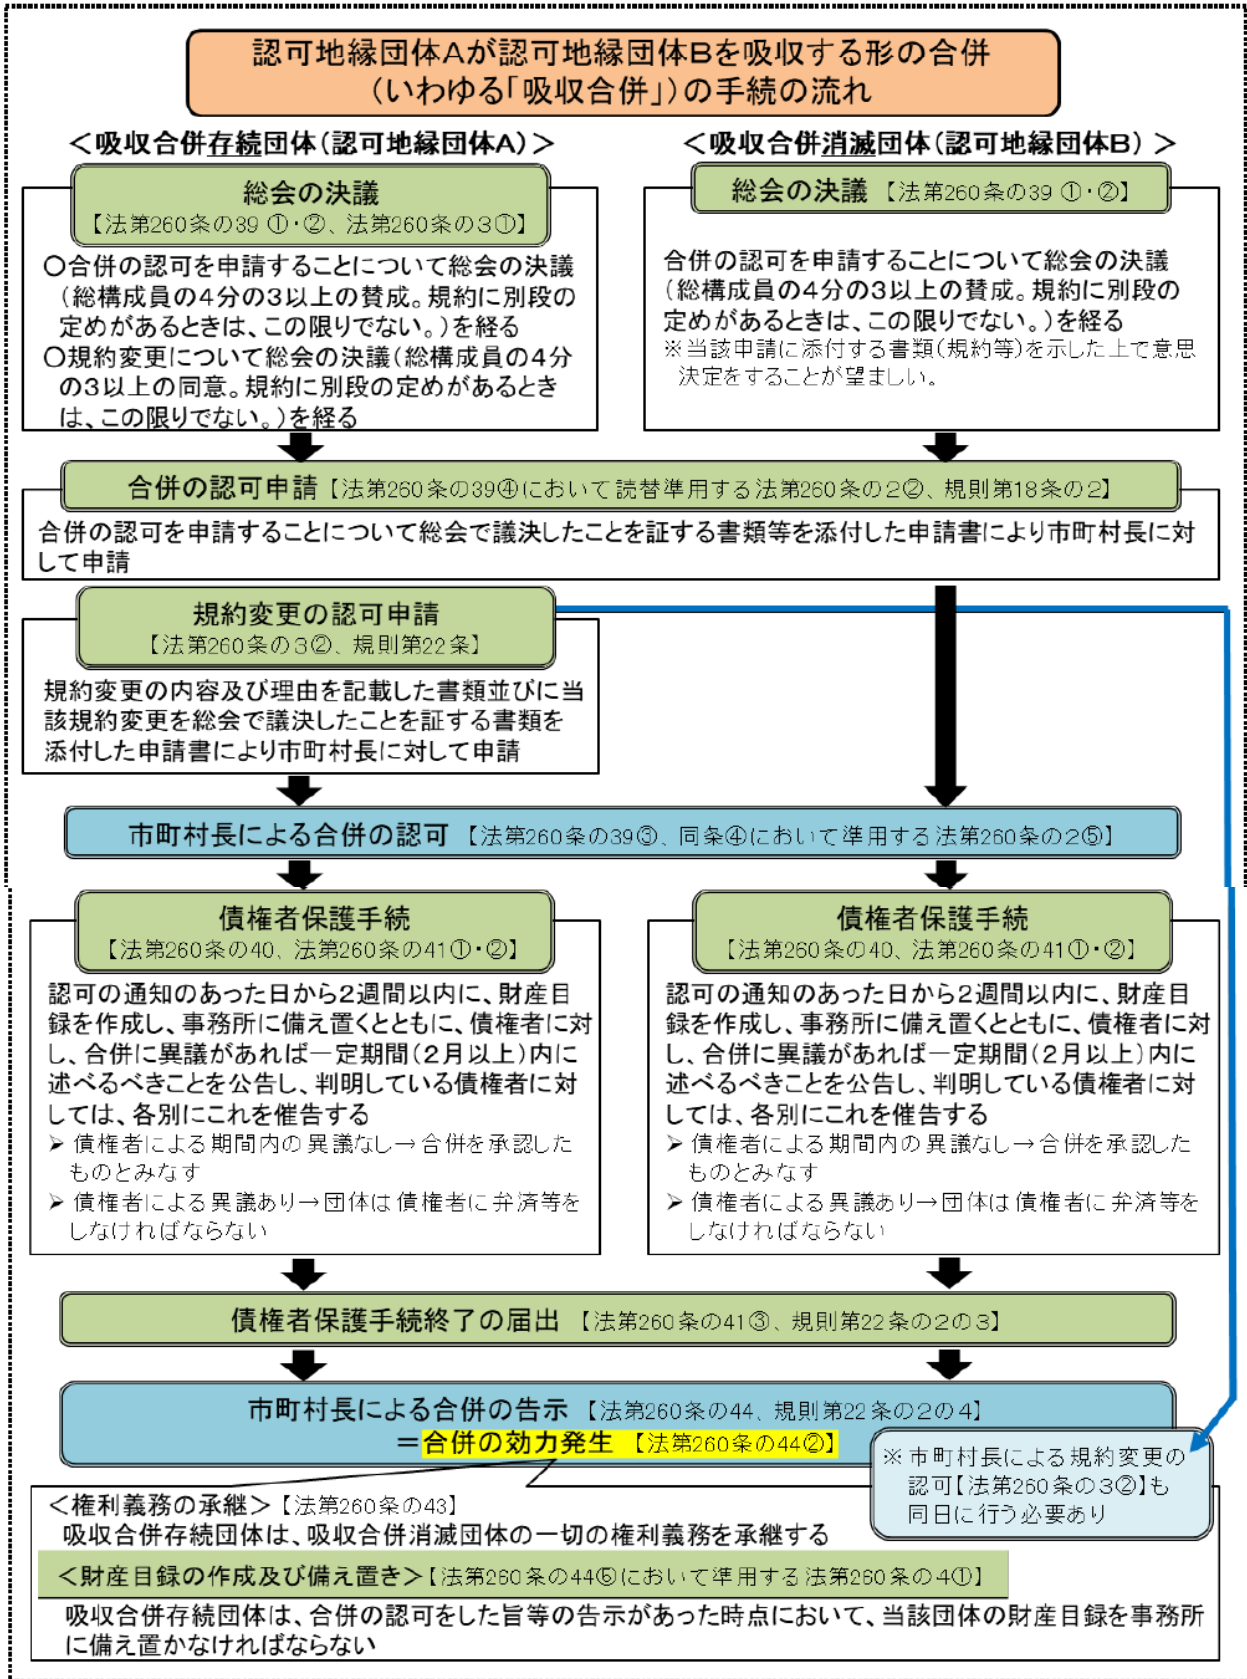 認可地縁団体Aが認可地縁団体Bを吸収する形の合併
(いわゆる「吸収合併」)の手続の流れ
＜吸収合併存続団体(認可地縁団体A)＞
総会の決議
【法第260条の39 ①・②、法第260条の3①】
○合併の認可を申請することについて総会の決議
(総構成員の4分の3以上の賛成。規約に別段の
定めがあるときは、この限りでない。)を経る
○規約変更について総会の決議(総構成員の4分
の3以上の同意。規約に別段の定めがあるとき
は、この限りでない。)を経る
＜吸収合併消滅団体(認可地縁団体B) ＞
総会の決議 【法第260条の39 ①・②】
合併の認可を申請することについて総会の決議
(総構成員の4分の3以上の賛成。規約に別段の
定めがあるときは、この限りでない。)を経る
※当該申請に添付する書類(規約等)を示した上で意思
決定をすることが望ましい。
合併の認可申請【法第260条の39④において読替準用する法第260条の2②、規則第18条の2】
合併の認可を申請することについて総会で議決したことを証する書類等を添付した申請書により市町村長に対
して申請
規約変更の認可申請
【法第260条の3②、規則第22条】
規約変更の内容及び理由を記載した書類並びに当
該規約変更を総会で議決したことを証する書類を
添付した申請書により市町村長に対して申請
市町村長による合併の認可 【法第260条の39③、同条④において準用する法第260条の2⑤】
債権者保護手続
【法第260条の40、法第260条の41①・②】
認可の通知のあった日から2週間以内に、財産目
録を作成し、事務所に備え置くとともに、債権者に対
し、合併に異議があれば一定期間(2月以上)内に
述べるべきことを公告し、判明している債権者に対
しては、各別にこれを催告する
➢ 債権者による期間内の異議なし→合併を承認した
ものとみなす
➢ 債権者による異議あり→団体は債権者に弁済等を
しなければならない
債権者保護手続
【法第260条の40、法第260条の41①・②】
認可の通知のあった日から2週間以内に、財産目
録を作成し、事務所に備え置くとともに、債権者に対
し、合併に異議があれば一定期間(2月以上)内に
述べるべきことを公告し、判明している債権者に対
しては、各別にこれを催告する
➢ 債権者による期間内の異議なし→合併を承認した
ものとみなす
➢ 債権者による異議あり→団体は債権者に弁済等を
しなければならない
債権者保護手続終了の届出 【法第260条の41③、規則第22条の2の3】
市町村長による合併の告示 【法第260条の44、規則第22条の2の4】
＝合併の効力発生 【法第260条の44②】
※市町村長による規約変更の
認可【法第260条の3②】も
同日に行う必要あり
＜権利義務の承継＞【法第260条の43】
吸収合併存続団体は、吸収合併消滅団体の一切の権利義務を承継する
＜財産目録の作成及び備え置き＞【法第260条の44⑥において準用する法第260条の4①】
吸収合併存続団体は、合併の認可をした旨等の告示があった時点において、当該団体の財産目録を事務所
に備え置かなければならない